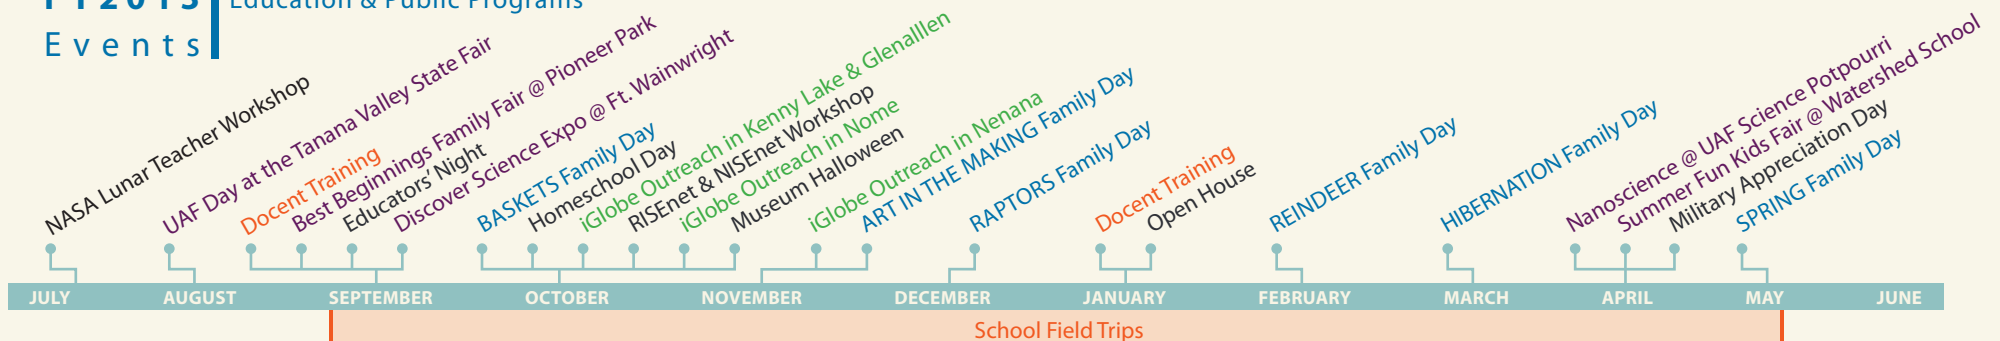 FY2013
Education & Public Programs
Events
NASA Lunar Teacher Workshop
UAF Day at the Tanana Valley State Fair
Docent Training
Best Beginnings Family Fair @ Pioneer Park
Educators' Night
Discover Science Expo @ Ft. Wainwright
BASKETS Family Day
Homeschool Day
iGlobe Outreach in Kenny Lake & Glenalllen
RISEnet & NISEnet Workshop
iGlobe Outreach in Nome
Museum Halloween
iGlobe Outreach in Nenana
ART IN THE MAKING Family Day
RAPTORS Family Day
Docent Training
Open House
REINDEER Family Day
HIBERNATION Family Day
Nanoscience @ UAF Science Potpourri
Summer Fun Kids Fair @ Watershed School
Military Appreciation Day
SPRING Family Day
JULY AUGUST SEPTEMBER OCTOBER NOVEMBER DECEMBER JANUARY FEBRUARY MARCH APRIL MAY JUNE
School Field Trips